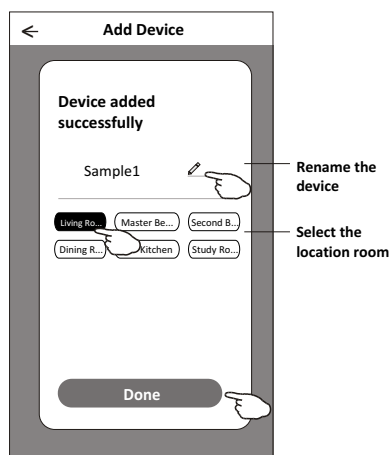 Add Device
Device added
successfully
Sample1
Rename the
device
Living Ro...
Master Be...
Second B...
Select the
location room
Dining R...
Kitchen
Study Ro...
Done